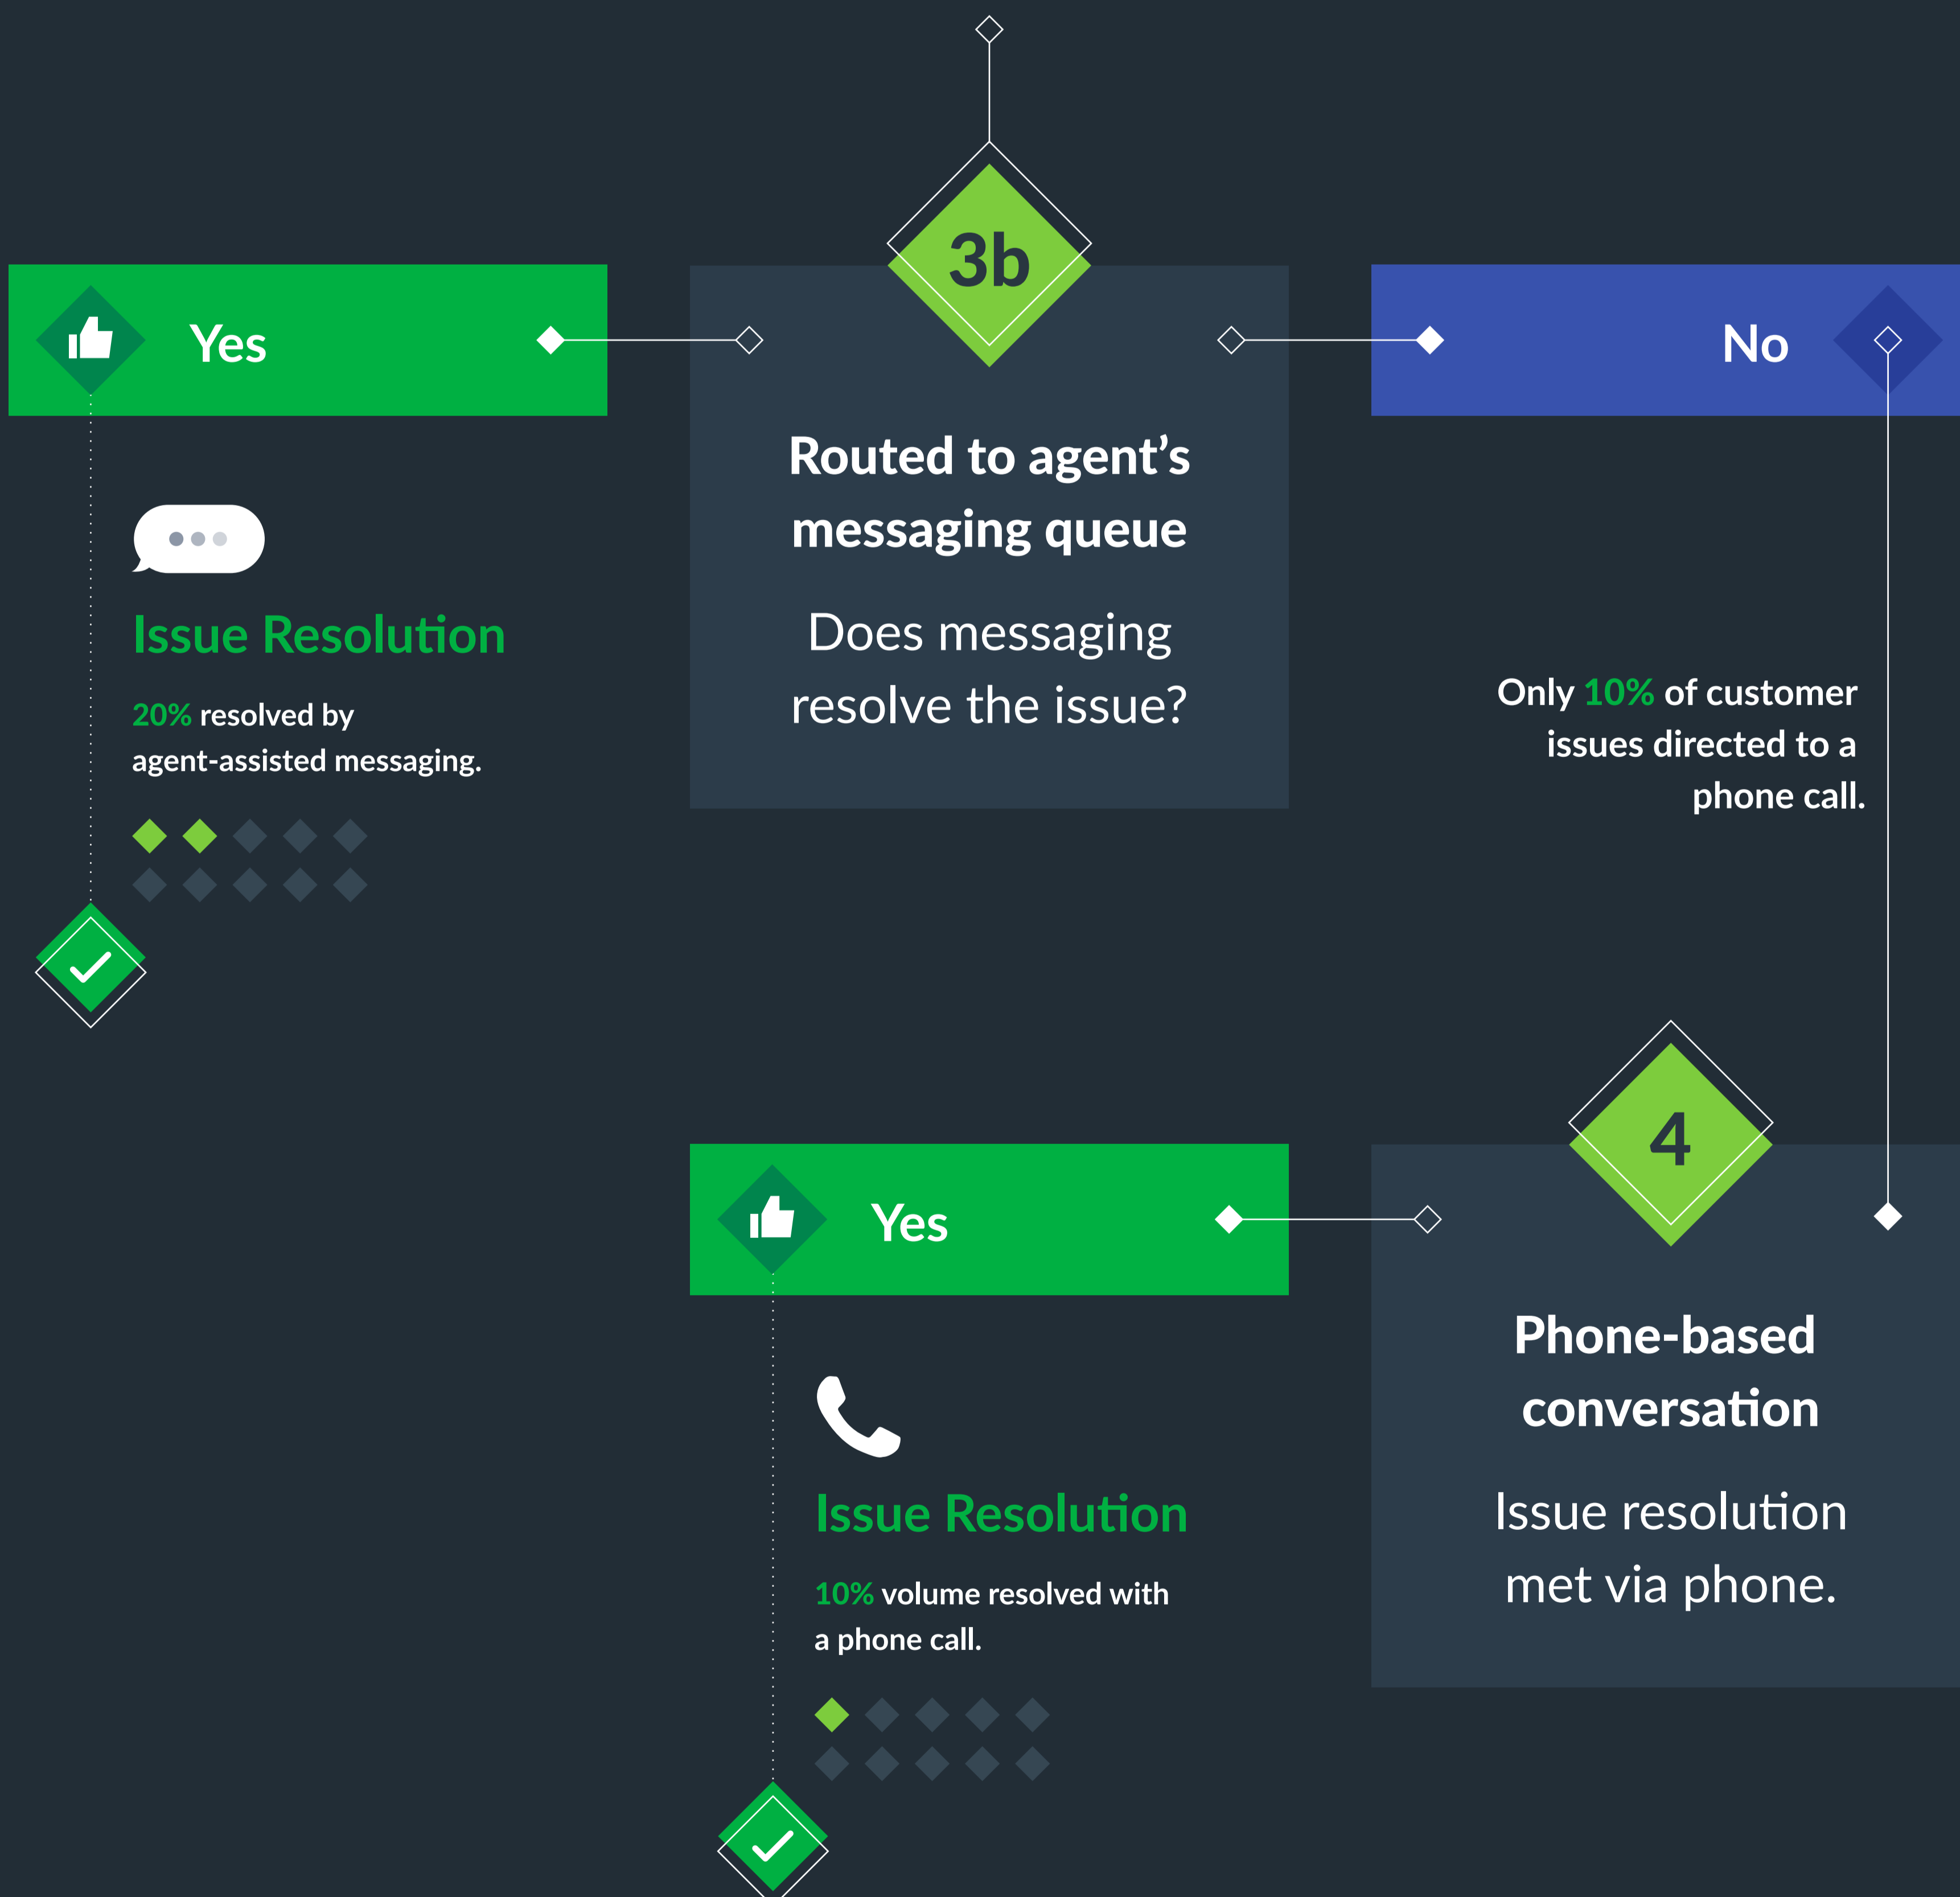 3b
Yes
No
Routed to agent’s
messaging queue
Does messaging
resolve the issue?
Issue Resolution
20% resolved by
agent-assisted messaging.
Only 10% of customer
issues directed to a
phone call.
4
Yes
Phone-based
conversation
Issue resolution
met via phone.
Issue Resolution
10% volume resolved with
a phone call.